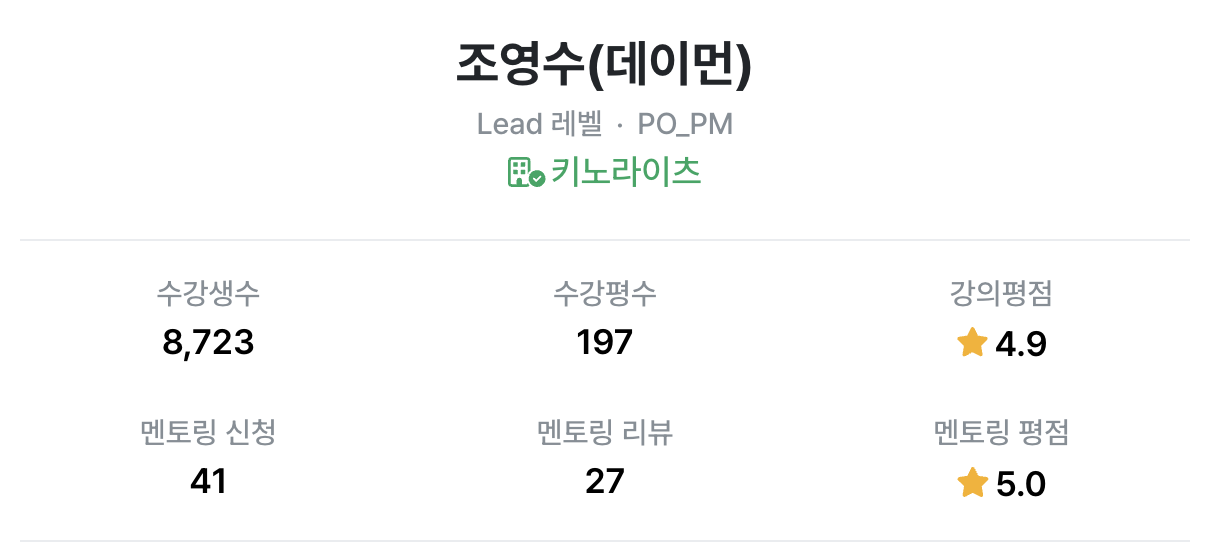 조영수(데이먼)
Lead 레벨 · PO_PM
키노라이츠
수강생수 수강평수 강의평점
8,723 197 4.9
멘토링 신청 멘토링 리뷰 멘토링 평점
41 27 5.0